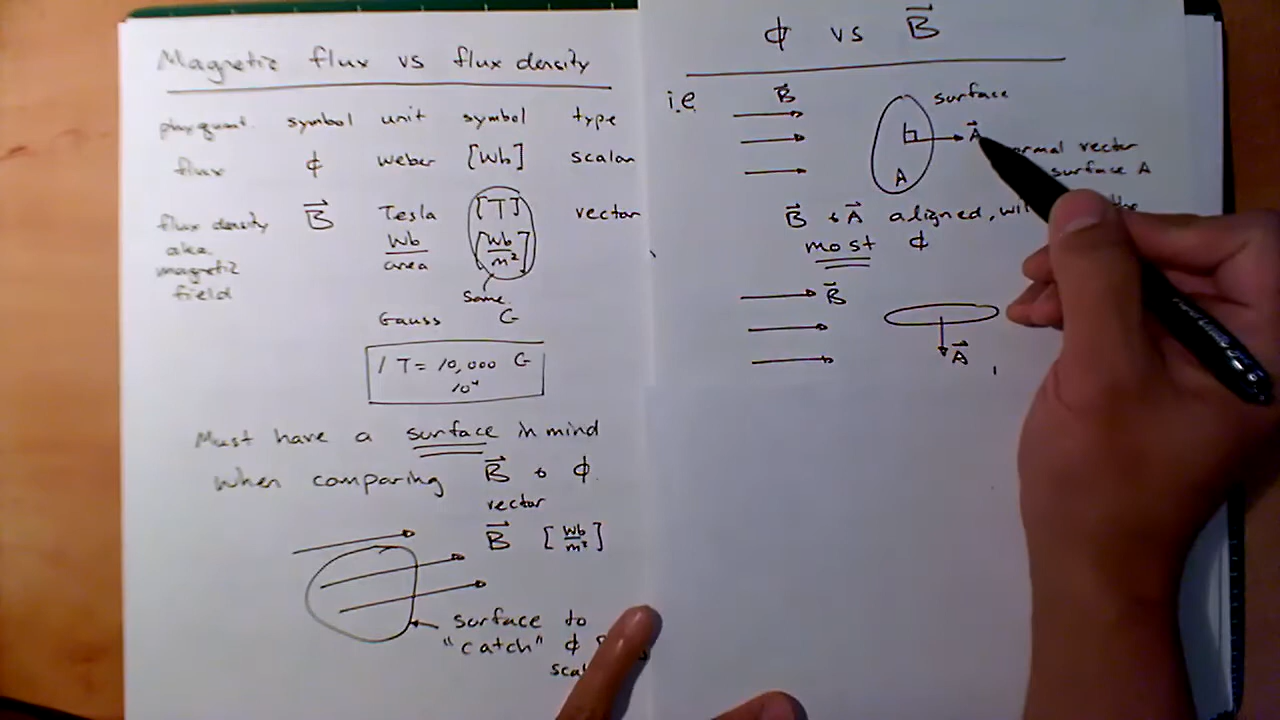 Magnetic flux vs flux density
phys quant. symbol unit symbol type
flux ϕ Weber [Wb] scalar
flux density aka magnetic field B⃗ Tesla [T] vector
Wb/area [Wb/m²]
Same
Gauss G
1 T = 10,000 G
10⁴
Must have a surface in mind
when comparing B⃗ & ϕ
vector
B⃗ [Wb/m²]
surface to
"catch" ϕ
ϕ vs B⃗
i.e B⃗ surface
A⃗
vector
A surface A
B⃗ & A⃗ aligned,
most ϕ
B⃗
A⃗